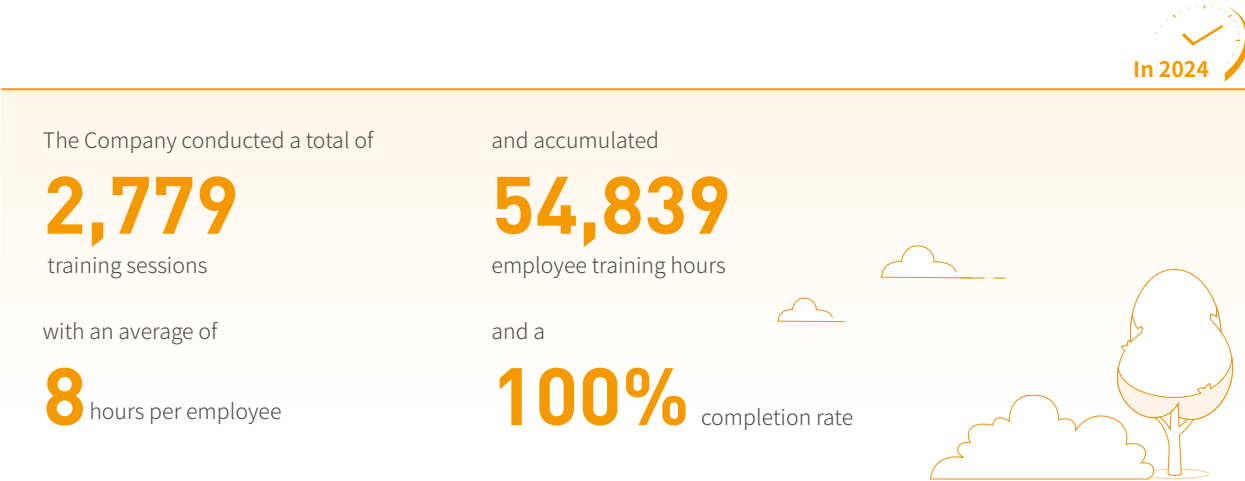 In 2024
The Company conducted a total of
2,779
training sessions
and accumulated
54,839
employee training hours
with an average of
8 hours per employee
and a
100% completion rate